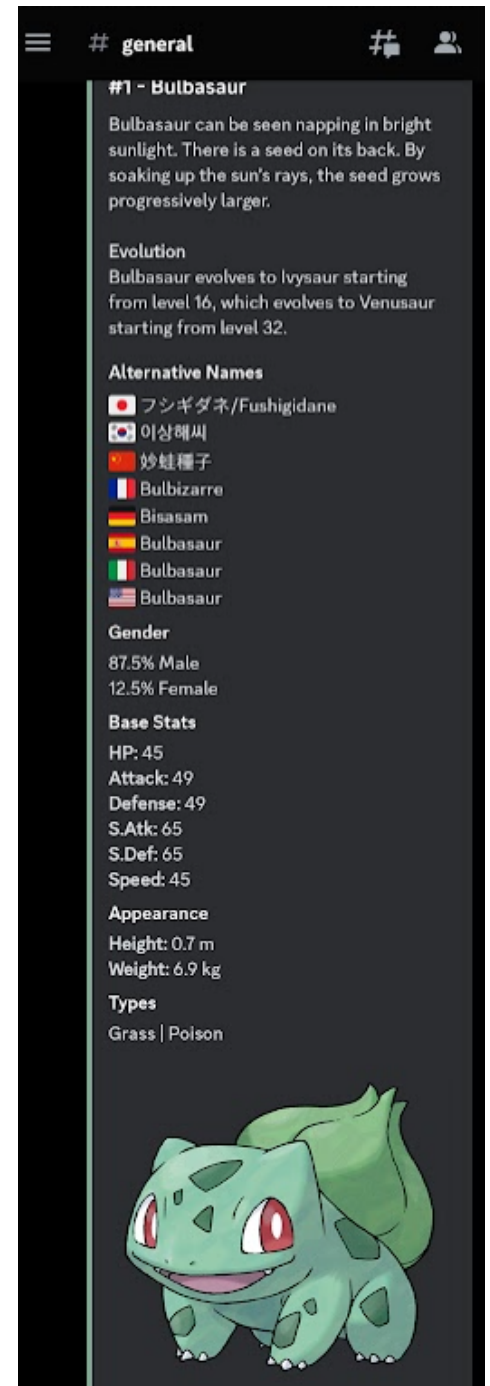 # general
#1 - Bulbasaur
Bulbasaur can be seen napping in bright
sunlight. There is a seed on its back. By
soaking up the sun's rays, the seed grows
progressively larger.
Evolution
Bulbasaur evolves to Ivysaur starting
from level 16, which evolves to Venusaur
starting from level 32.
Alternative Names
フシギダネ/Fushigidane
이상해씨
妙蛙種子
Bulbizarre
Bisasam
Bulbasaur
Bulbasaur
Bulbasaur
Gender
87.5% Male
12.5% Female
Base Stats
HP: 45
Attack: 49
Defense: 49
S.Atk: 65
S.Def: 65
Speed: 45
Appearance
Height: 0.7 m
Weight: 6.9 kg
Types
Grass | Poison